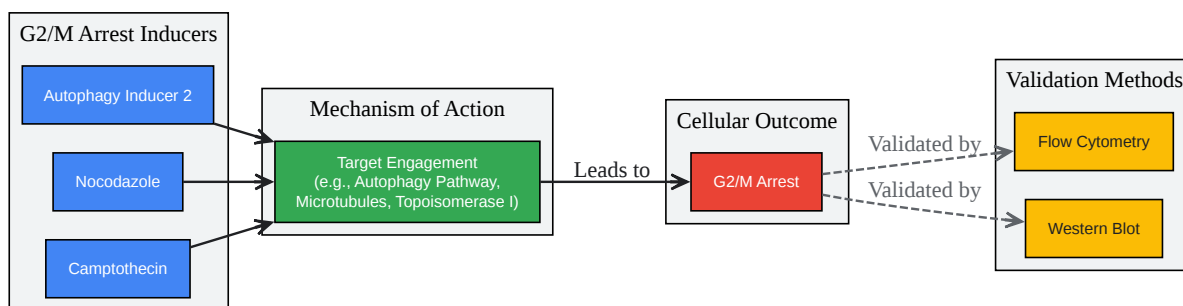 G2/M Arrest Inducers
Autophagy Inducer 2
Nocodazole
Camptothecin
Mechanism of Action
Target Engagement
(e.g., Autophagy Pathway,
Microtubules, Topoisomerase I)
Leads to
Cellular Outcome
G2/M Arrest
Validated by
Validated by
Validation Methods
Flow Cytometry
Western Blot